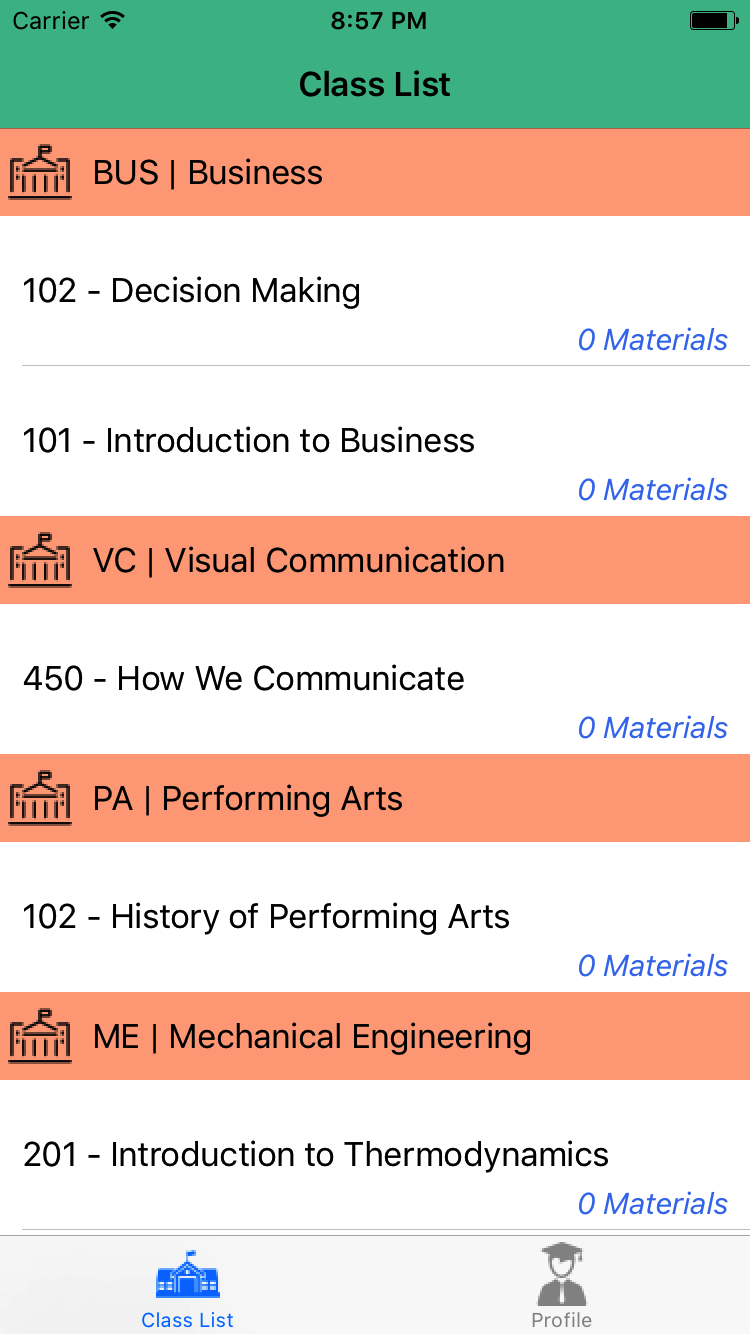 Carrier 8:57 PM
Class List
BUS | Business
102 - Decision Making
0 Materials
101 - Introduction to Business
0 Materials
VC | Visual Communication
450 - How We Communicate
0 Materials
PA | Performing Arts
102 - History of Performing Arts
0 Materials
ME | Mechanical Engineering
201 - Introduction to Thermodynamics
0 Materials
Class List Profile